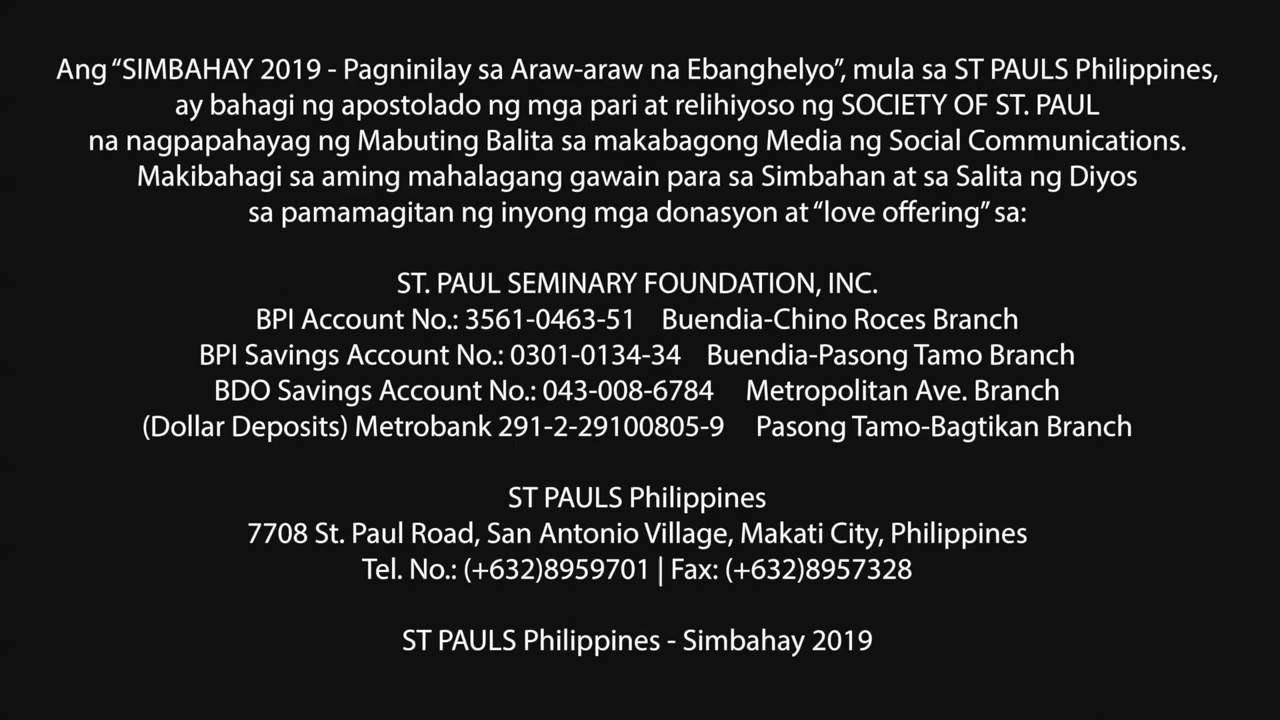 Ang “SIMBAHAY 2019 - Pagninilay sa Araw-araw na Ebanghelyo”, mula sa ST PAULS Philippines,
ay bahagi ng apostolado ng mga pari at relihiyoso ng SOCIETY OF ST. PAUL
na nagpapahayag ng Mabuting Balita sa makabagong Media ng Social Communications.
Makibahagi sa aming mahalagang gawain para sa Simbahan at sa Salita ng Diyos
sa pamamagitan ng inyong mga donasyon at “love offering” sa:
ST. PAUL SEMINARY FOUNDATION, INC.
BPI Account No.: 3561-0463-51 Buendia-Chino Roces Branch
BPI Savings Account No.: 0301-0134-34 Buendia-Pasong Tamo Branch
BDO Savings Account No.: 043-008-6784 Metropolitan Ave. Branch
(Dollar Deposits) Metrobank 291-2-29100805-9 Pasong Tamo-Bagtikan Branch
ST PAULS Philippines
7708 St. Paul Road, San Antonio Village, Makati City, Philippines
Tel. No.: (+632)8959701 | Fax: (+632)8957328
ST PAULS Philippines - Simbahay 2019